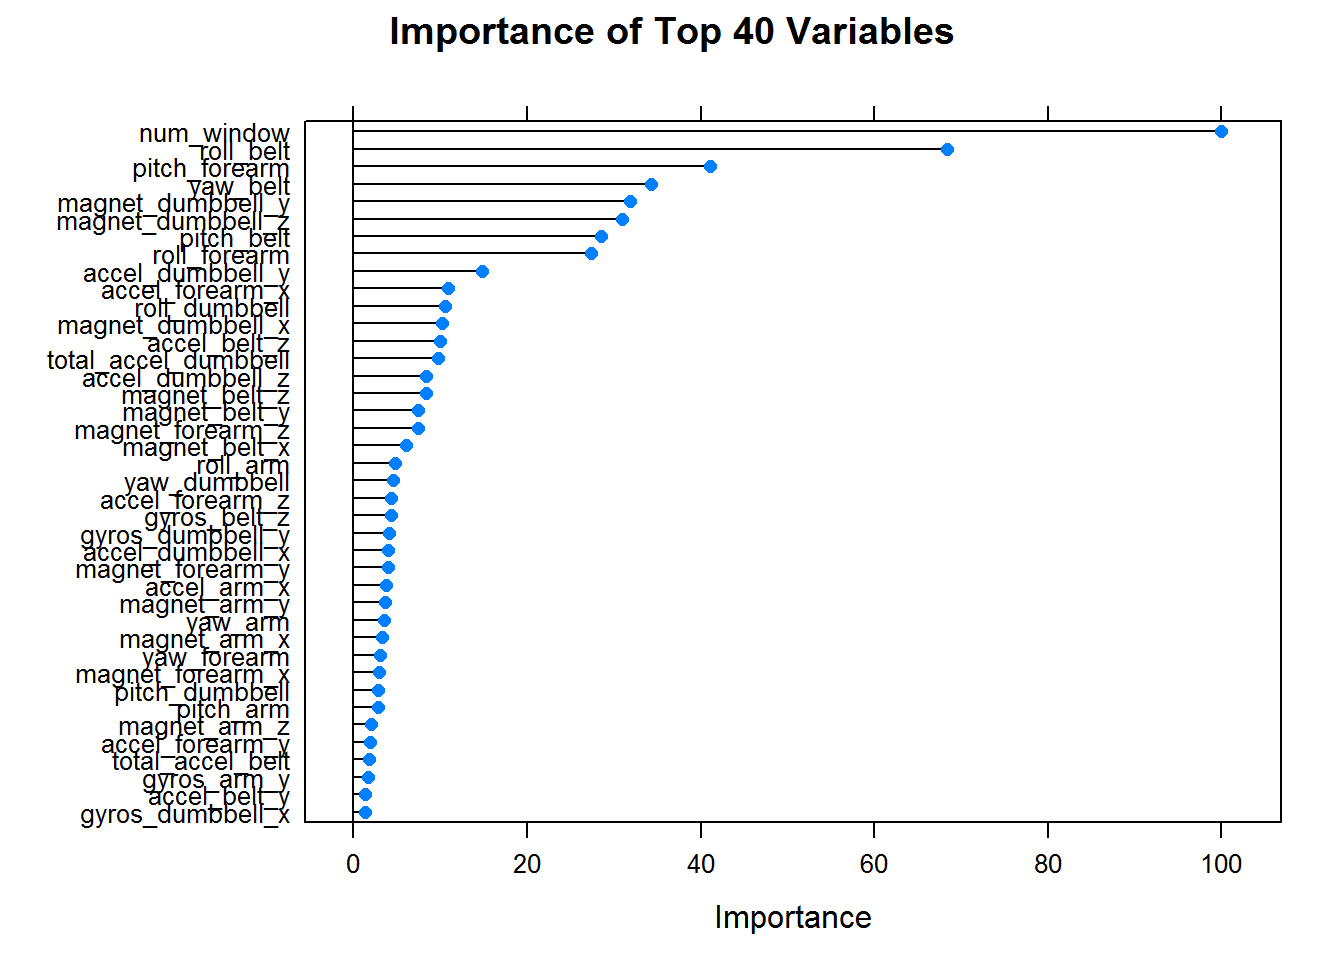 Importance of Top 40 Variables
num_window
roll_belt
pitch_forearm
yaw_belt
magnet_dumbbell_y
magnet_dumbbell_z
pitch_belt
roll_forearm
accel_dumbbell_y
accel_forearm_x
roll_dumbbell
magnet_dumbbell_x
accel_belt_z
total_accel_dumbbell
accel_dumbbell_z
magnet_belt_z
magnet_belt_y
magnet_forearm_z
magnet_belt_x
roll_arm
yaw_dumbbell
accel_forearm_z
gyros_belt_z
gyros_dumbbell_y
accel_dumbbell_x
magnet_forearm_y
accel_arm_x
magnet_arm_y
yaw_arm
magnet_arm_x
yaw_forearm
magnet_forearm_x
pitch_dumbbell
pitch_arm
magnet_arm_z
accel_forearm_y
total_accel_belt
gyros_arm_y
accel_belt_y
gyros_dumbbell_x
0 20 40 60 80 100
Importance